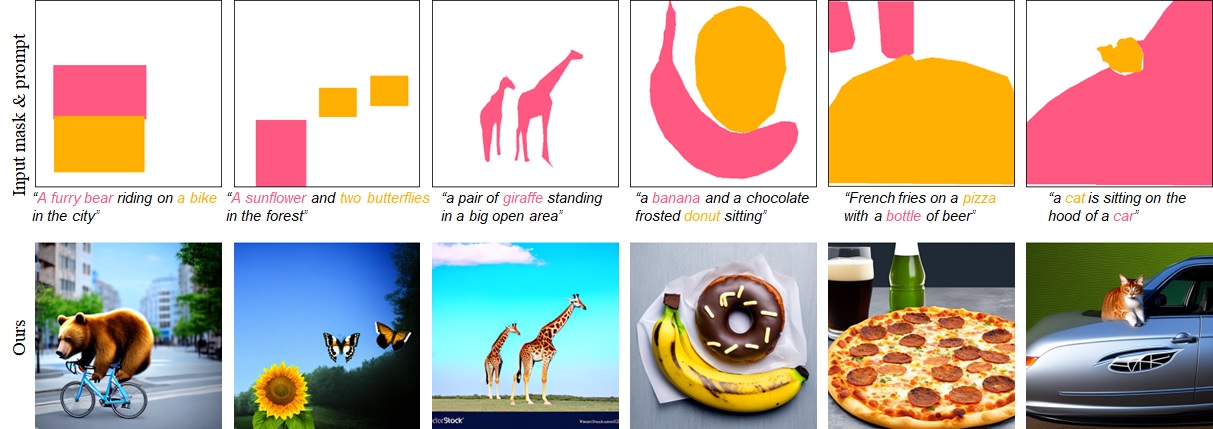 Input mask & prompt
“A furry bear riding on a bike
in the city”
“A sunflower and two butterflies
in the forest”
“a pair of giraffe standing
in a big open area”
“a banana and a chocolate
frosted donut sitting”
“French fries on a pizza
with a bottle of beer”
“a cat is sitting on the
hood of a car”
Ours